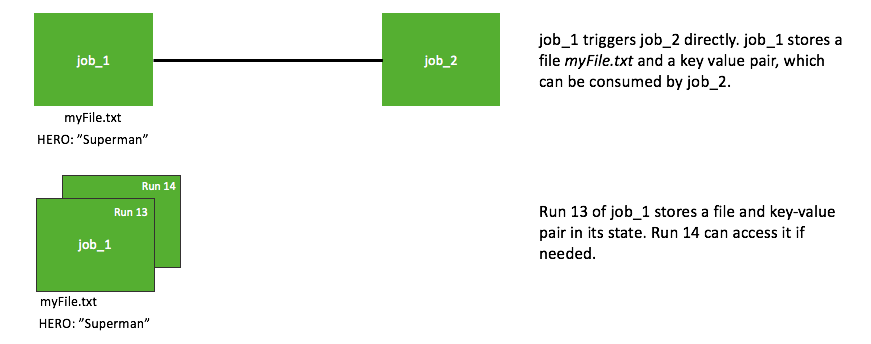 job_1
job_2
myFile.txt
HERO: ”Superman”
job_1 triggers job_2 directly. job_1 stores a
file myFile.txt and a key value pair, which
can be consumed by job_2.
Run 14
Run 13
job_1
myFile.txt
HERO: ”Superman”
Run 13 of job_1 stores a file and key-value
pair in its state. Run 14 can access it if
needed.